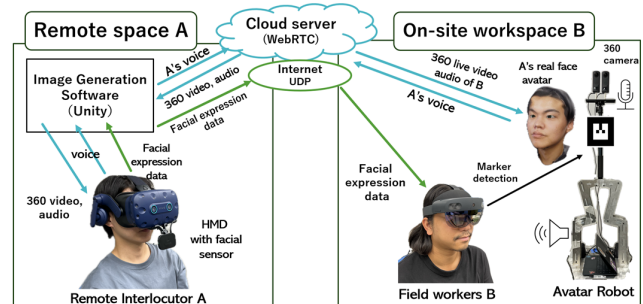 Remote space A
Cloud server
(WebRTC)
On-site workspace B
Image Generation
Software
(Unity)
A's voice
360 video, audio
Internet
UDP
Facial expression
data
360 live video
audio of B
A's voice
A's real face
avatar
360
camera
voice
Facial
expression
data
360 video,
audio
HMD
with facial
sensor
Facial
expression
data
Marker
detection
Remote Interlocutor A
Field workers B
Avatar Robot